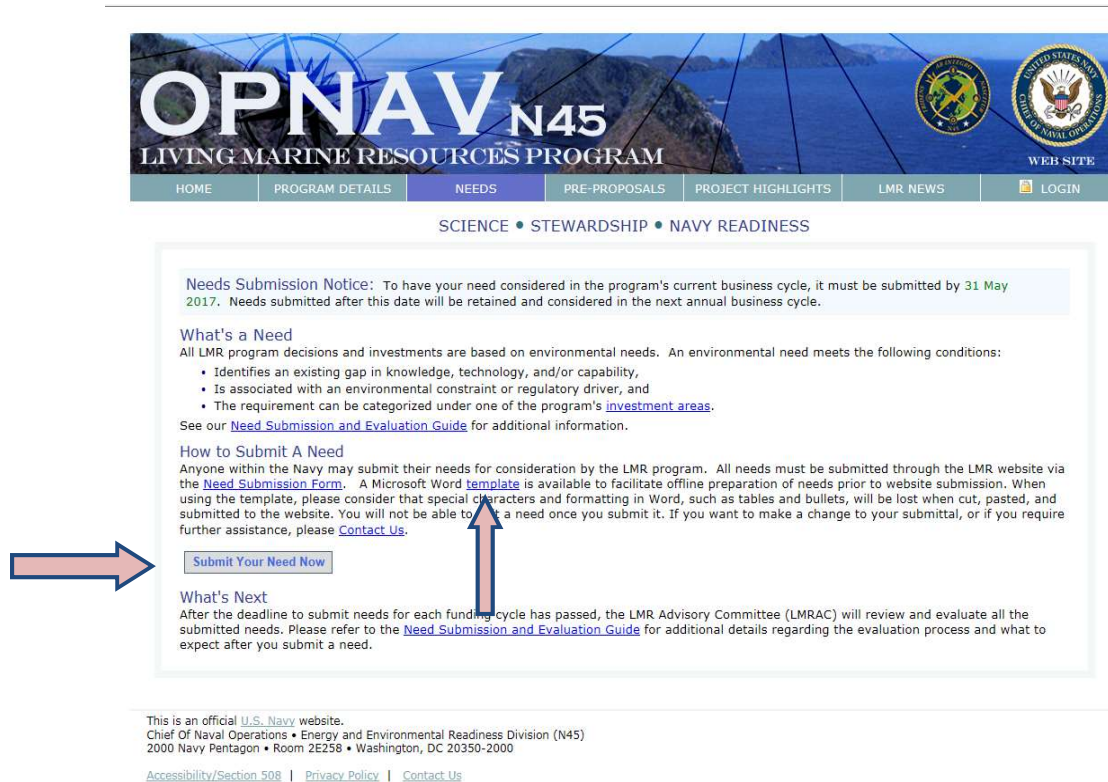 OPNAV N45
LIVING MARINE RESOURCES PROGRAM
UNITED STATES NAVY
CHIEF OF NAVAL OPERATIONS
WEB SITE
HOME PROGRAM DETAILS NEEDS PRE-PROPOSALS PROJECT HIGHLIGHTS LMR NEWS LOGIN
SCIENCE • STEWARDSHIP • NAVY READINESS
Needs Submission Notice: To have your need considered in the program's current business cycle, it must be submitted by 31 May
2017. Needs submitted after this date will be retained and considered in the next annual business cycle.
What's a Need
All LMR program decisions and investments are based on environmental needs. An environmental need meets the following conditions:
• Identifies an existing gap in knowledge, technology, and/or capability,
• Is associated with an environmental constraint or regulatory driver, and
• The requirement can be categorized under one of the program's investment areas.
See our Need Submission and Evaluation Guide for additional information.
How to Submit A Need
Anyone within the Navy may submit their needs for consideration by the LMR program. All needs must be submitted through the LMR website via
the Need Submission Form. A Microsoft Word template is available to facilitate offline preparation of needs prior to website submission. When
using the template, please consider that special characters and formatting in Word, such as tables and bullets, will be lost when cut, pasted, and
submitted to the website. You will not be able to a need once you submit it. If you want to make a change to your submittal, or if you require
further assistance, please Contact Us.
Submit Your Need Now
What's Next
After the deadline to submit needs for each funding cycle has passed, the LMR Advisory Committee (LMRAC) will review and evaluate all the
submitted needs. Please refer to the Need Submission and Evaluation Guide for additional details regarding the evaluation process and what to
expect after you submit a need.
This is an official U.S. Navy website.
Chief Of Naval Operations • Energy and Environmental Readiness Division (N45)
2000 Navy Pentagon • Room 2E258 • Washington, DC 20350-2000
Accessibility/Section 508 | Privacy Policy | Contact Us